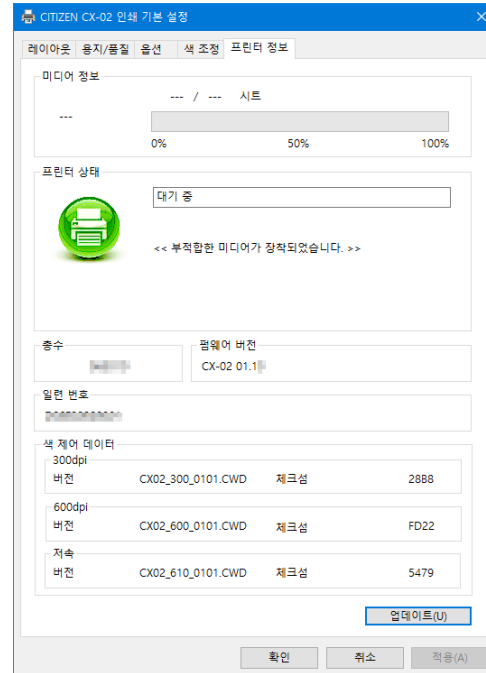 CITIZEN CX-02 인쇄 기본 설정
레이아웃 용지/품질 옵션 색 조정 프린터 정보
미디어 정보
--- / --- 시트
---
0% 50% 100%
프린터 상태
대기 중
<< 부적합한 미디어가 장착되었습니다. >>
총수
펌웨어 버전
CX-02 01.1
일련 번호
색 제어 데이터
300dpi
버전 CX02_300_0101.CWD 체크섬 28B8
600dpi
버전 CX02_600_0101.CWD 체크섬 FD22
저속
버전 CX02_610_0101.CWD 체크섬 5479
업데이트(U)
확인 취소 적용(A)